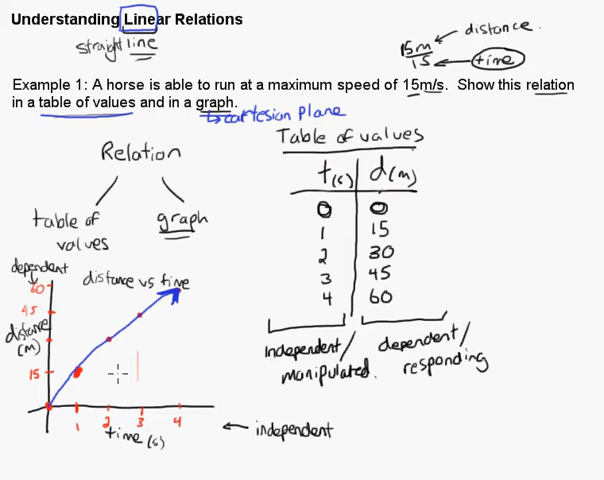 Understanding Linear Relations
straight line
distance
15m
1s
time
Example 1: A horse is able to run at a maximum speed of 15m/s. Show this relation
in a table of values and in a graph.
cartesian Plane
Relation
table of
values
graph
Table of values
t(s) d(m)
0 0
1 15
2 30
3 45
4 60
independent/
manipulated.
dependent/
responding
dependent
distance vs time
60
45
distance
(m)
15
1 2 3 4
time (s)
independent